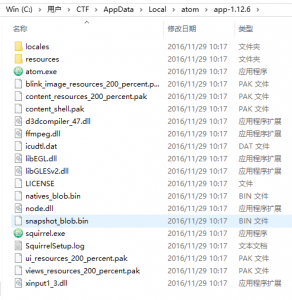 Win (C:) › 用户 › CTF › AppData › Local › atom › app-1.12.6 ›
名称 修改日期 类型
locales 2016/11/29 10:17 文件夹
resources 2016/11/29 10:17 文件夹
atom.exe 2016/11/29 10:17 应用程序
blink_image_resources_200_percent.p... 2016/11/29 10:17 PAK 文件
content_resources_200_percent.pak 2016/11/29 10:17 PAK 文件
content_shell.pak 2016/11/29 10:17 PAK 文件
d3dcompiler_47.dll 2016/11/29 10:17 应用程序扩展
ffmpeg.dll 2016/11/29 10:17 应用程序扩展
icudtl.dat 2016/11/29 10:17 DAT 文件
libEGL.dll 2016/11/29 10:17 应用程序扩展
libGLESv2.dll 2016/11/29 10:17 应用程序扩展
LICENSE 2016/11/29 10:17 文件
natives_blob.bin 2016/11/29 10:17 BIN 文件
node.dll 2016/11/29 10:17 应用程序扩展
snapshot_blob.bin 2016/11/29 10:17 BIN 文件
squirrel.exe 2016/11/29 10:17 应用程序
SquirrelSetup.log 2016/11/29 10:17 文本文档
ui_resources_200_percent.pak 2016/11/29 10:17 PAK 文件
views_resources_200_percent.pak 2016/11/29 10:17 PAK 文件
xinput1_3.dll 2016/11/29 10:17 应用程序扩展